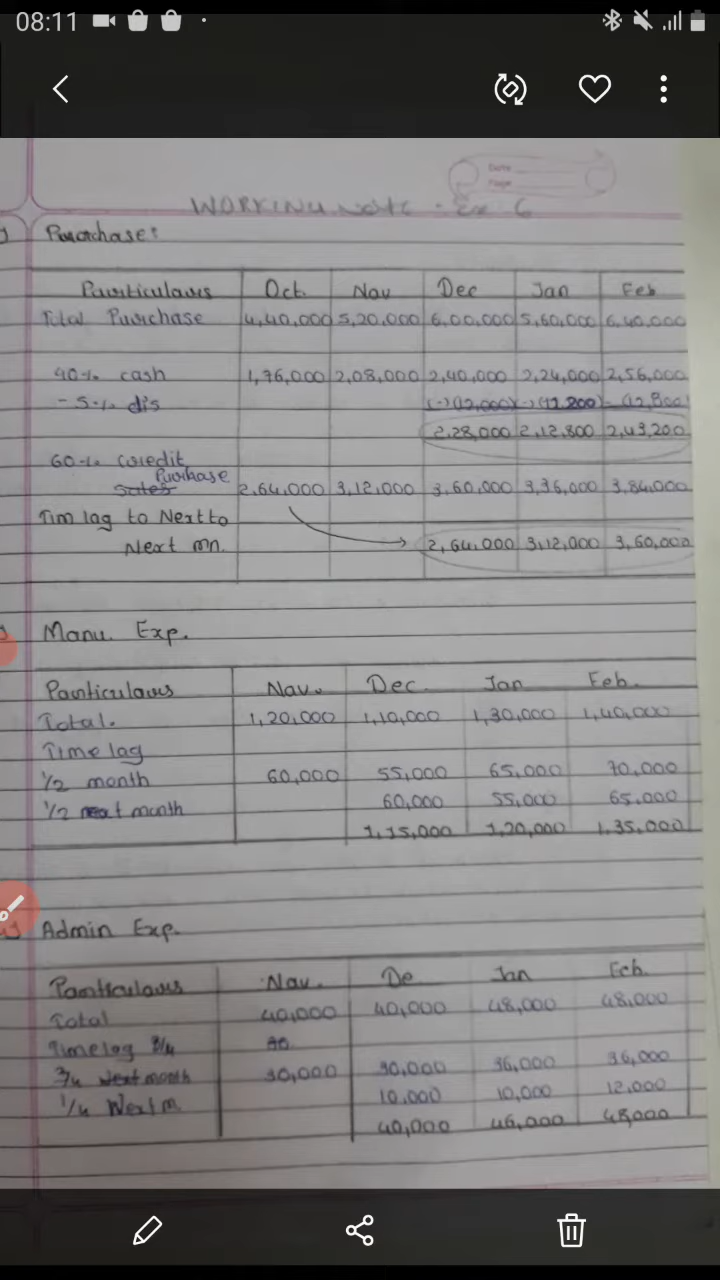 08:11
Date
Page
WORKING Note - Ex 6
Purchase:
Particulars Oct. Nov Dec Jan Feb
Total Purchase 4,40,000 5,20,000 6,00,000 5,60,000 6,40,000
40% cash 1,76,000 2,08,000 2,40,000 2,24,000 2,56,000
- 5% dis (-)(12,000) (-)(11,200) - (12,800)
2,28,000 2,12,800 2,43,200
60% Credit
Purchase
Sales 2,64,000 3,12,000 3,60,000 3,36,000 3,84,000
Tim lag to Next to
Next mn. 2,64,000 3,12,000 3,60,000
Manu. Exp.
Particulars Nov. Dec. Jan Feb.
Total. 1,20,000 1,10,000 1,30,000 1,40,000
Time lag
1/2 month 60,000 55,000 65,000 70,000
1/2 next month 60,000 55,000 65,000
1,15,000 1,20,000 1,35,000
Admin Exp.
Particulars Nov. De Jan Feb.
Total 40,000 40,000 48,000 48,000
Time lag 3/4
3/4 Next month 30,000 30,000 36,000 36,000
1/4 Next m. 10,000 10,000 12,000
40,000 46,000 48,000